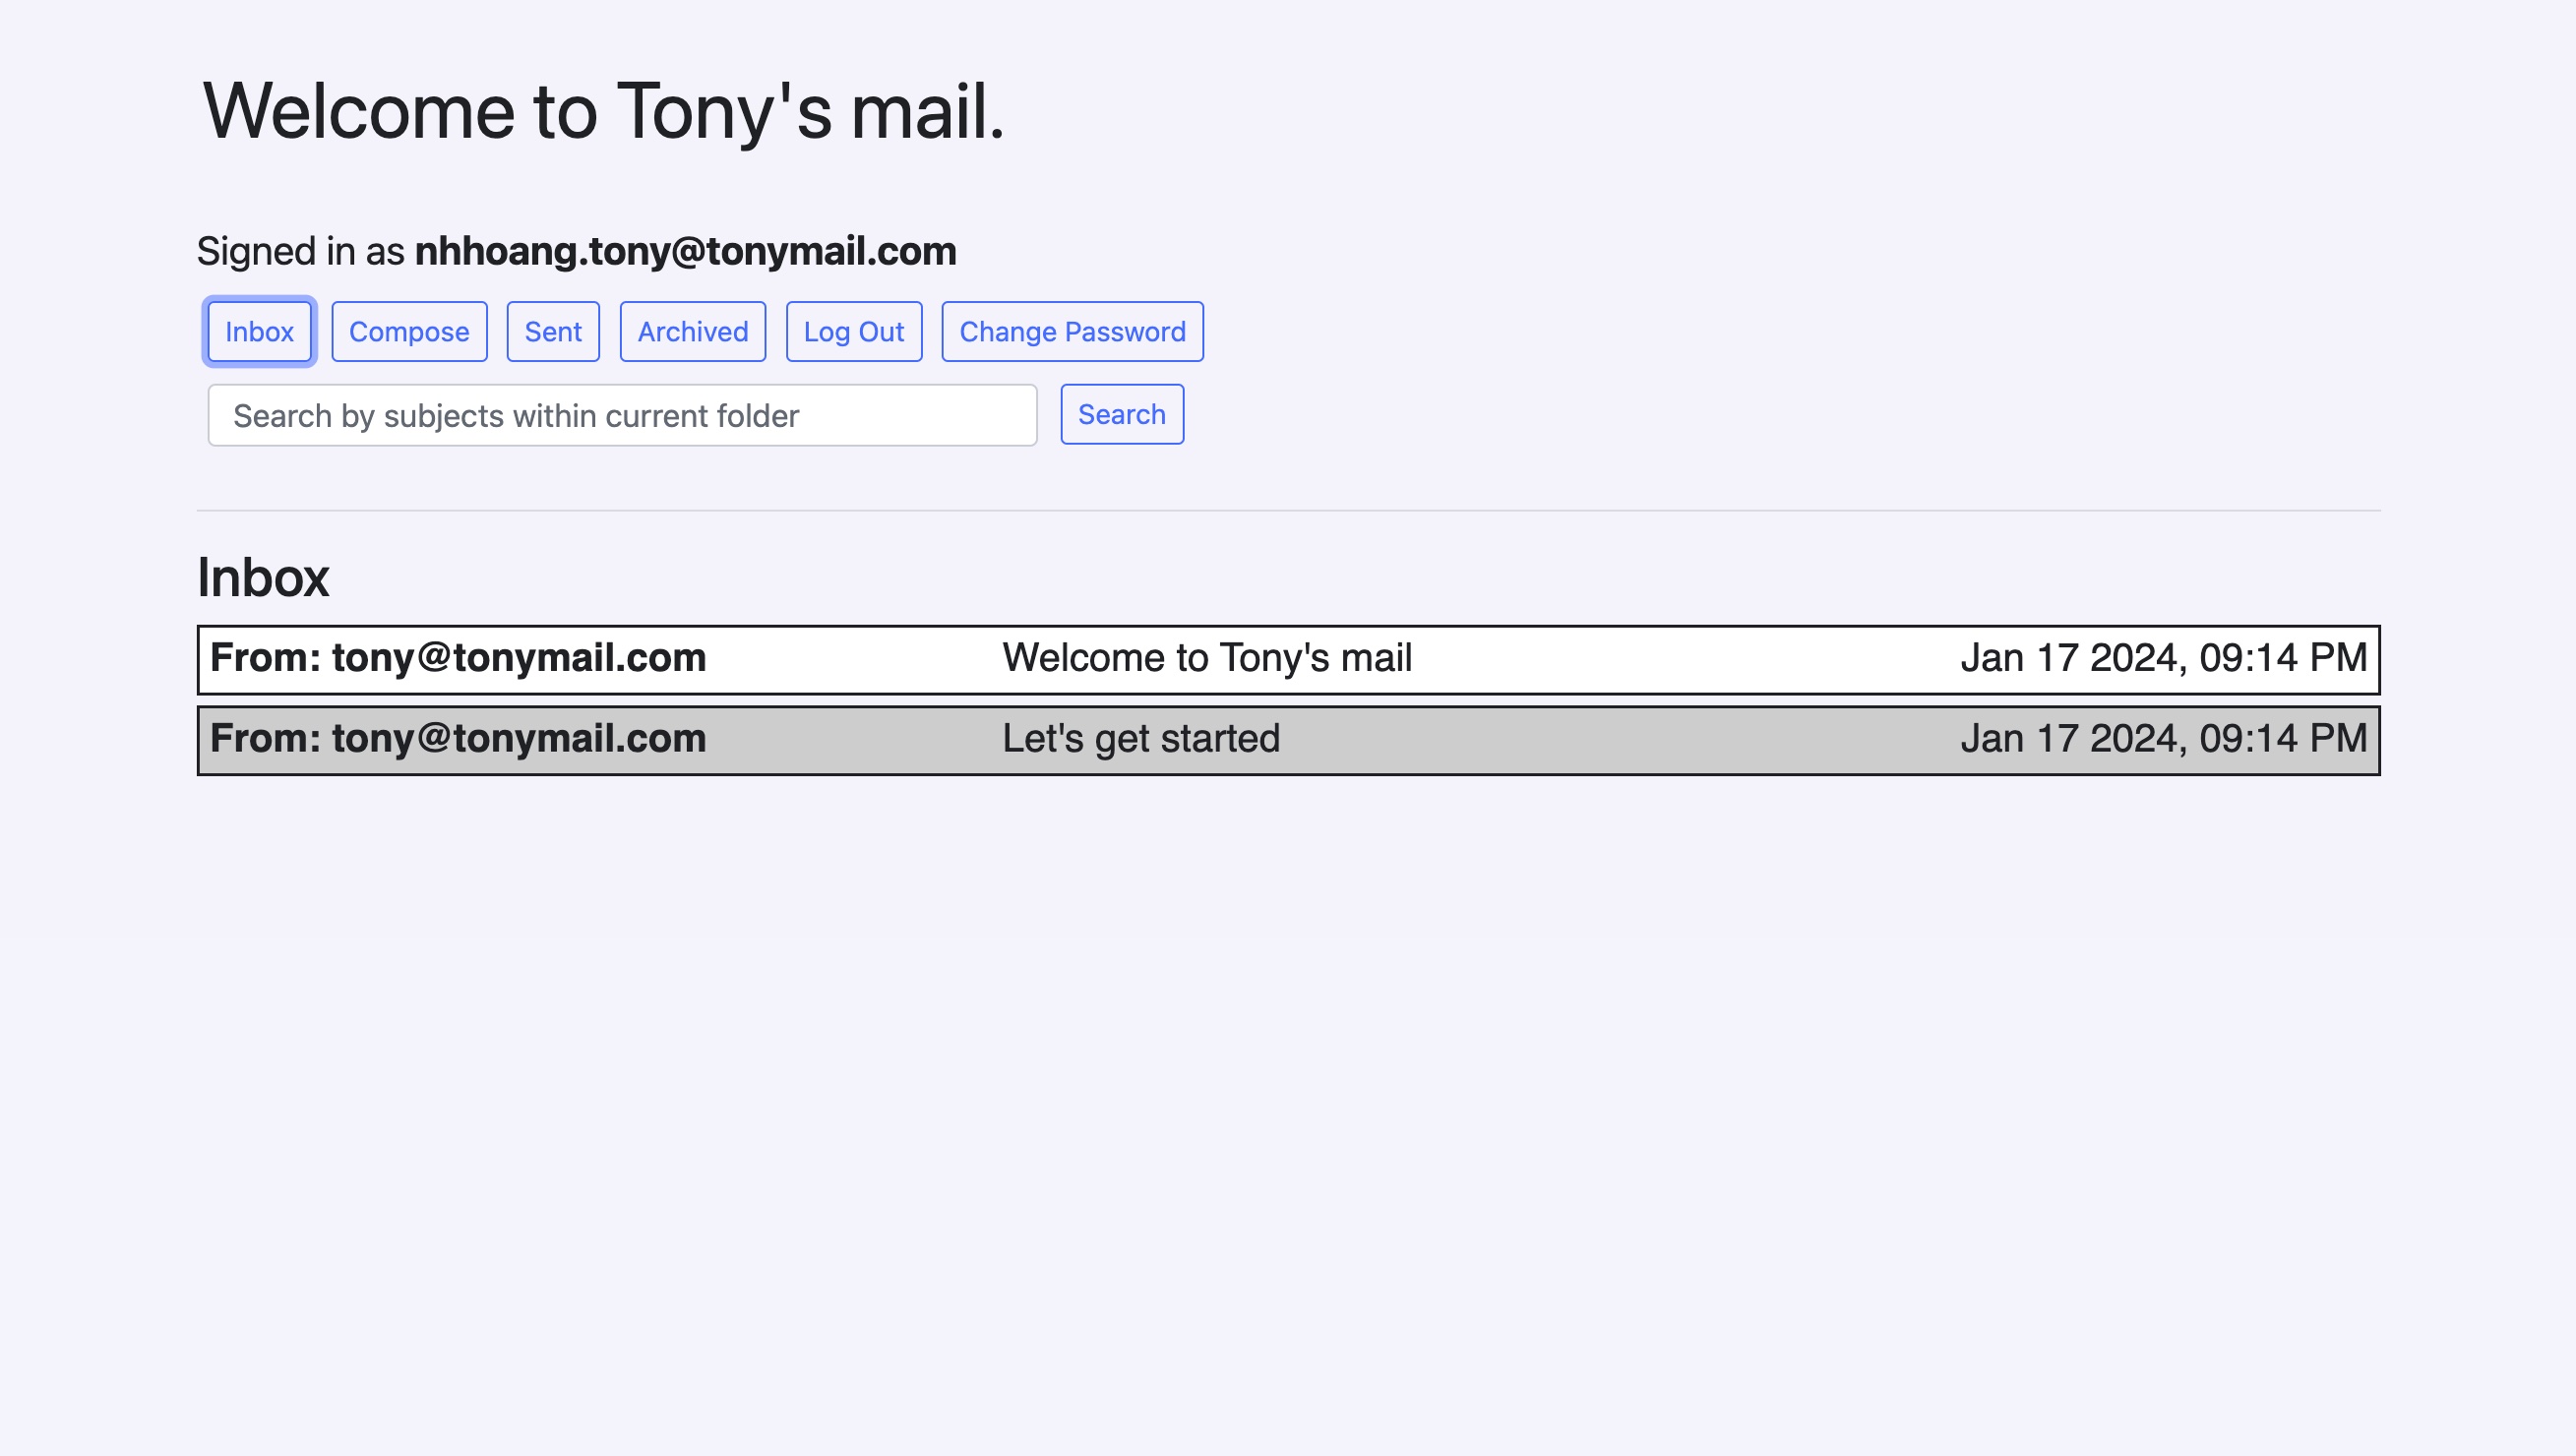 Welcome to Tony's mail.
Signed in as nhhoang.tony@tonymail.com
Inbox Compose Sent Archived Log Out Change Password
Search by subjects within current folder Search
Inbox
From: tony@tonymail.com Welcome to Tony's mail Jan 17 2024, 09:14 PM
From: tony@tonymail.com Let's get started Jan 17 2024, 09:14 PM